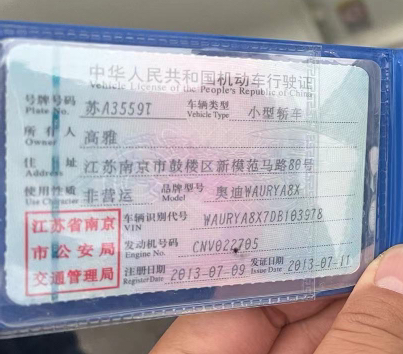 中华人民共和国机动车行驶证
Vehicle License of the People's Republic of China
号牌号码 Plate No. 苏A3559T 车辆类型 Vehicle Type 小型轿车
所有人 Owner 高雅
住址 Address 江苏南京市鼓楼区新模范马路88号
使用性质 Use Character 非营运 品牌型号 Model 奥迪WAURYA8X
江苏省南京市公安局交通管理局
车辆识别代号 VIN WAURYA8X7DB103978
发动机号码 Engine No. CNV022705
注册日期 Register Date 2013-07-09 发证日期 Issue Date 2013-07-11